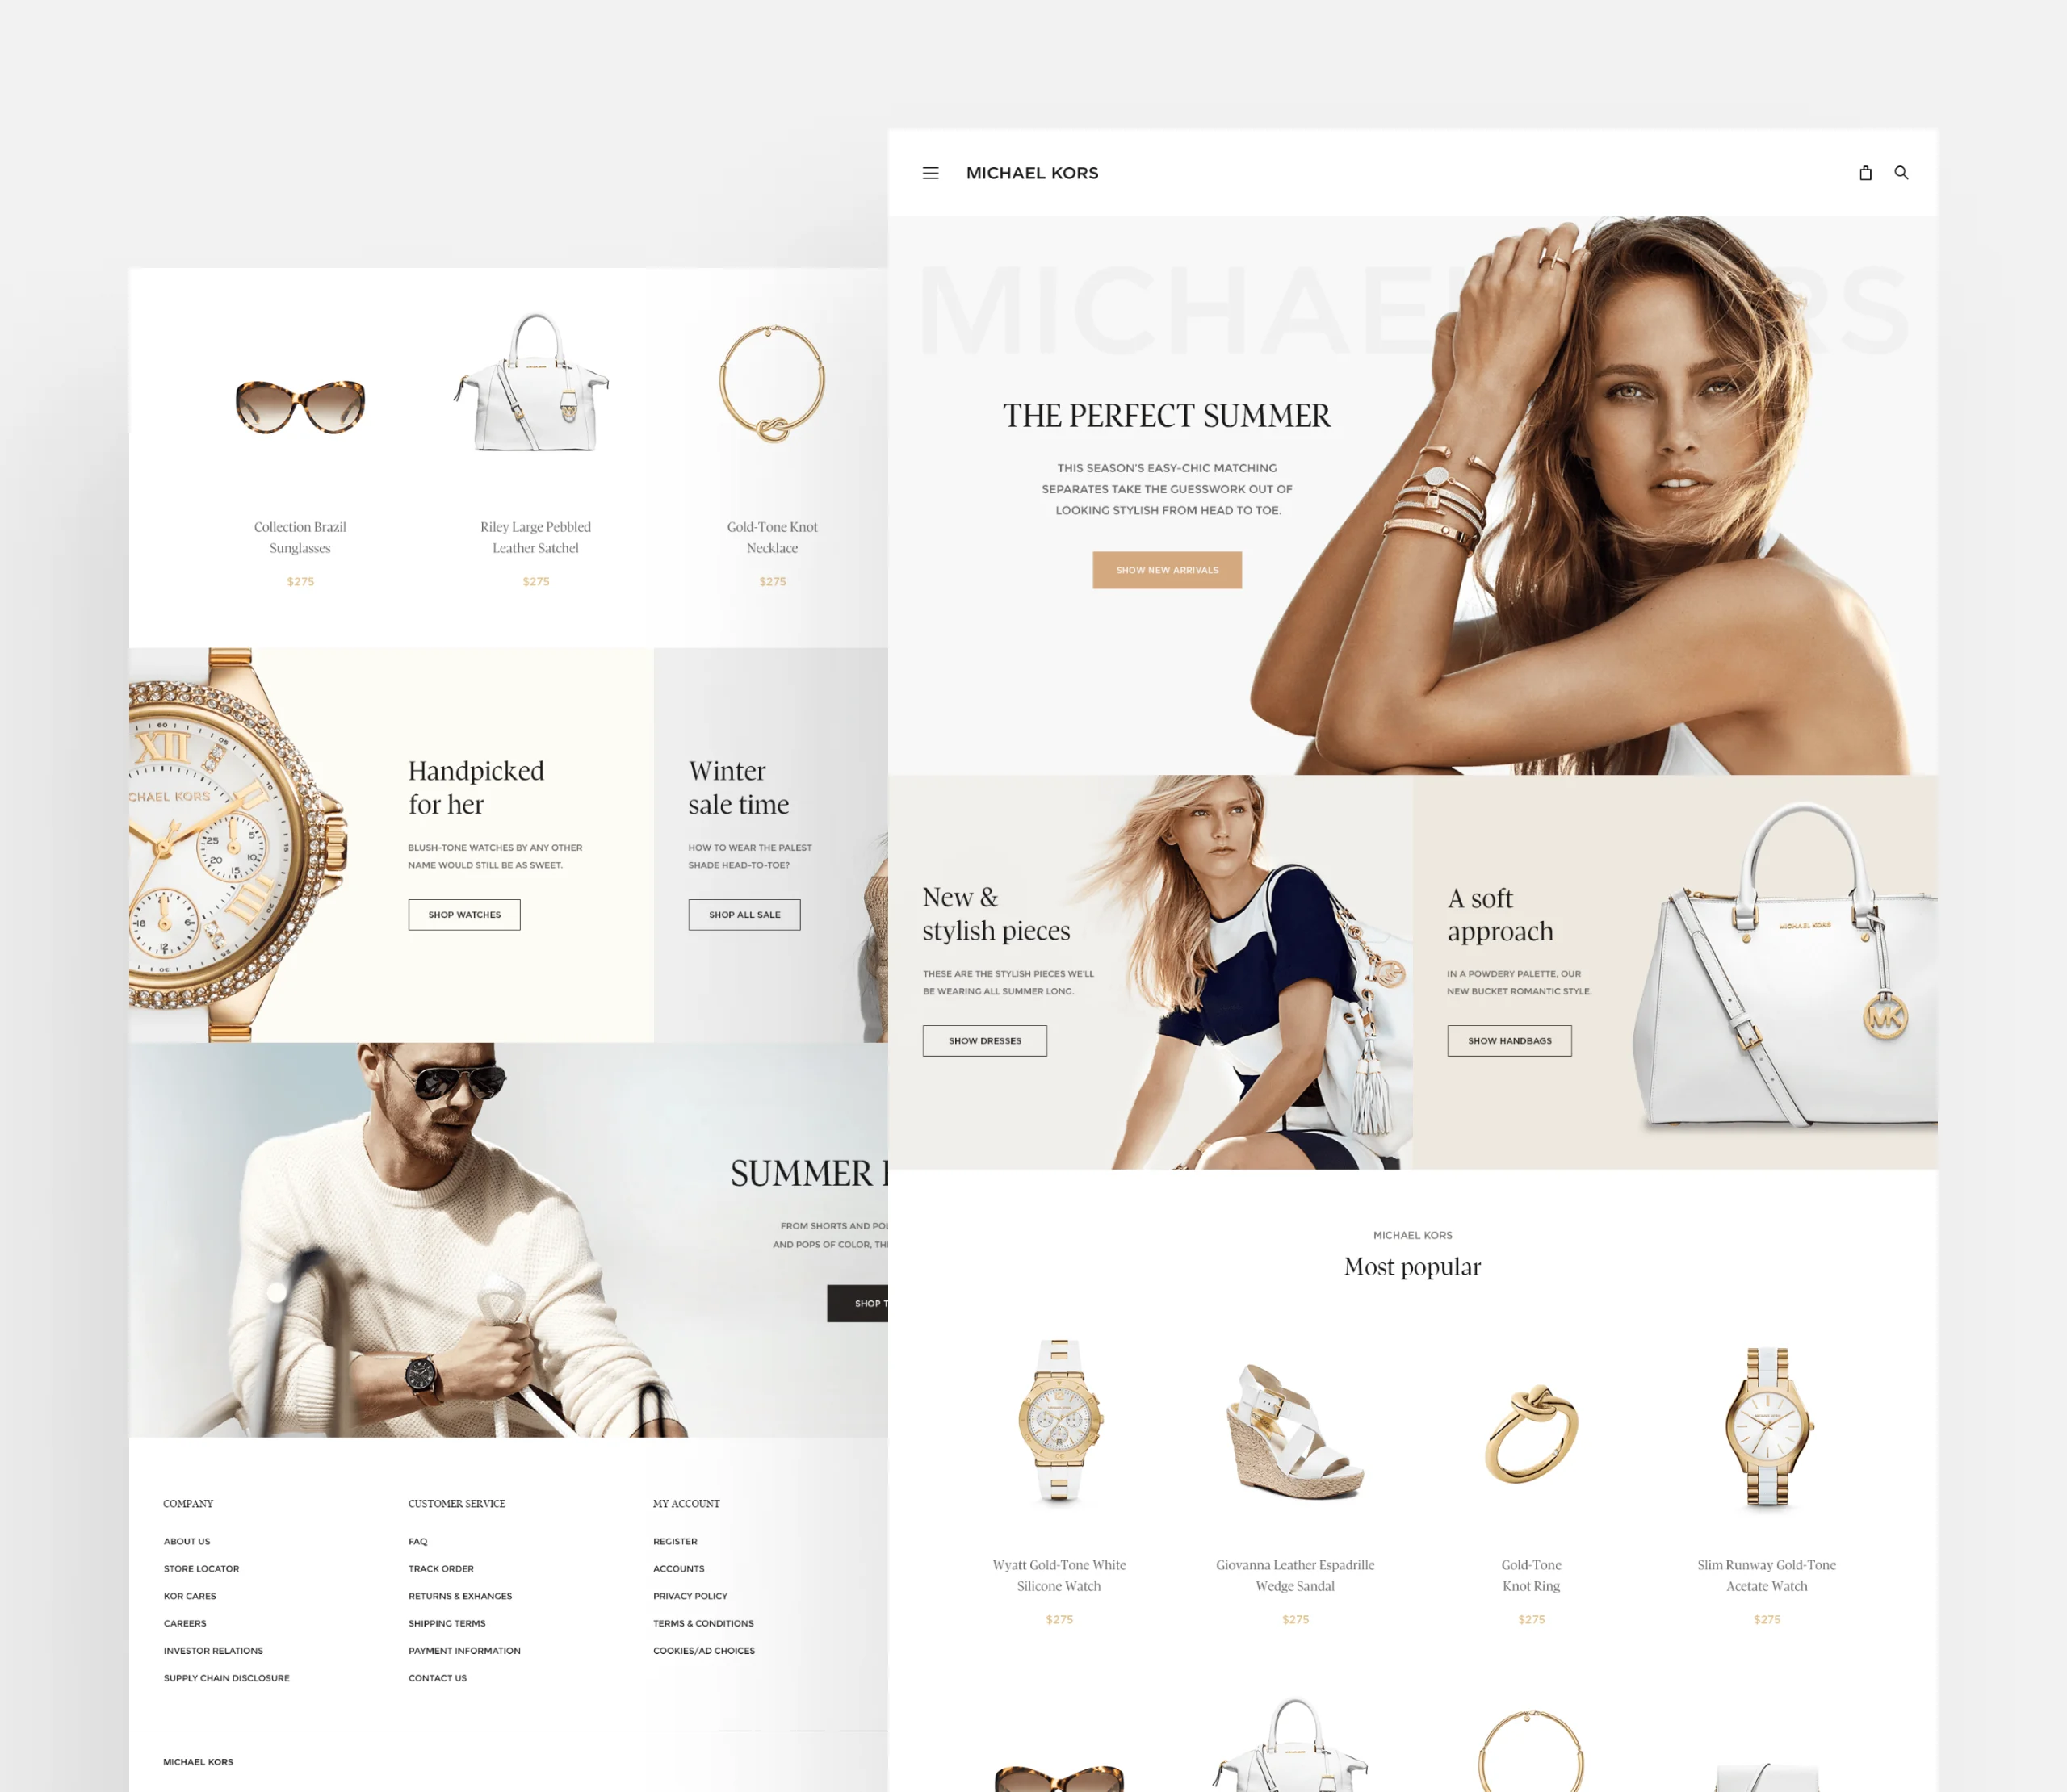 Collection Brazil
Sunglasses
$275
Riley Large Pebbled
Leather Satchel
$275
Gold-Tone Knot
Necklace
$275
Handpicked
for her
BLUSH-TONE WATCHES BY ANY OTHER
NAME WOULD STILL BE AS SWEET.
SHOP WATCHES
Winter
sale time
HOW TO WEAR THE PALEST
SHADE HEAD-TO-TOE?
SHOP ALL SALE
SUMMER
FROM SHORTS AND
AND POPS OF COLOR,
SHOP
COMPANY
ABOUT US
STORE LOCATOR
KOR CARES
CAREERS
INVESTOR RELATIONS
SUPPLY CHAIN DISCLOSURE
CUSTOMER SERVICE
FAQ
TRACK ORDER
RETURNS & EXHANGES
SHIPPING TERMS
PAYMENT INFORMATION
CONTACT US
MY ACCOUNT
REGISTER
ACCOUNTS
PRIVACY POLICY
TERMS & CONDITIONS
COOKIES/AD CHOICES
MICHAEL KORS
MICHAEL KORS
MICHAE RS
THE PERFECT SUMMER
THIS SEASON'S EASY-CHIC MATCHING
SEPARATES TAKE THE GUESSWORK OUT OF
LOOKING STYLISH FROM HEAD TO TOE.
SHOW NEW ARRIVALS
New &
stylish pieces
THESE ARE THE STYLISH PIECES WE'LL
BE WEARING ALL SUMMER LONG.
SHOW DRESSES
A soft
approach
IN A POWDERY PALETTE, OUR
NEW BUCKET ROMANTIC STYLE.
SHOW HANDBAGS
MICHAEL KORS
MK
MICHAEL KORS
Most popular
Wyatt Gold-Tone White
Silicone Watch
$275
Giovanna Leather Espadrille
Wedge Sandal
$275
Gold-Tone
Knot Ring
$275
Slim Runway Gold-Tone
Acetate Watch
$275